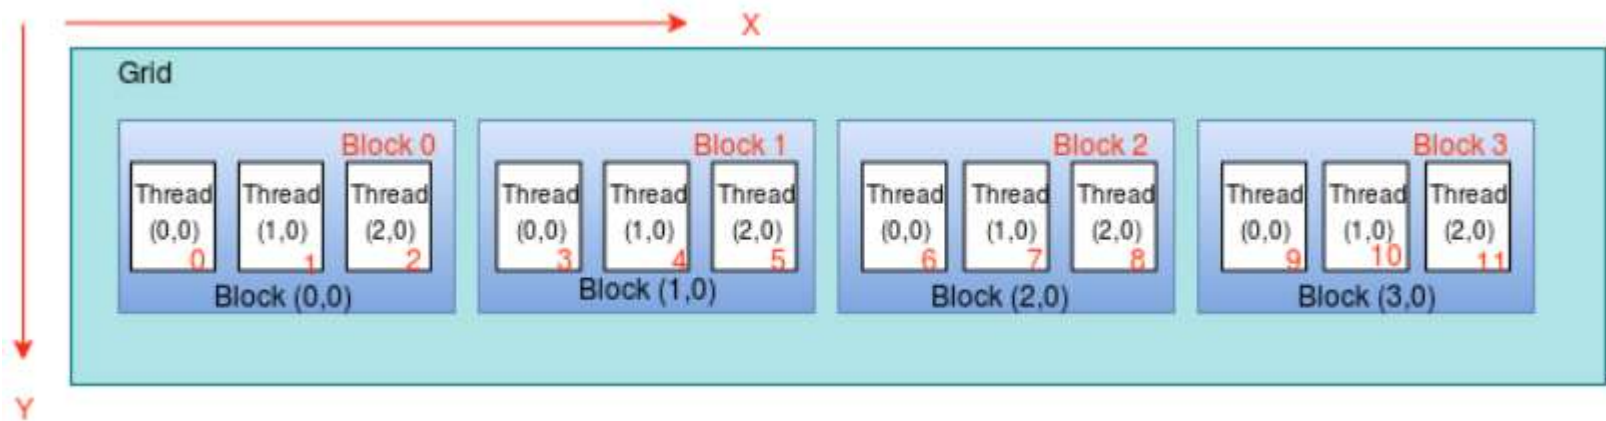 X
Grid
Block 0 Block 1 Block 2 Block 3
Thread Thread Thread Thread Thread Thread Thread Thread Thread Thread Thread Thread
(0,0) (1,0) (2,0) (0,0) (1,0) (2,0) (0,0) (1,0) (2,0) (0,0) (1,0) (2,0)
0 1 2 3 4 5 6 7 8 9 10 11
Block (0,0) Block (1,0) Block (2,0) Block (3,0)
Y